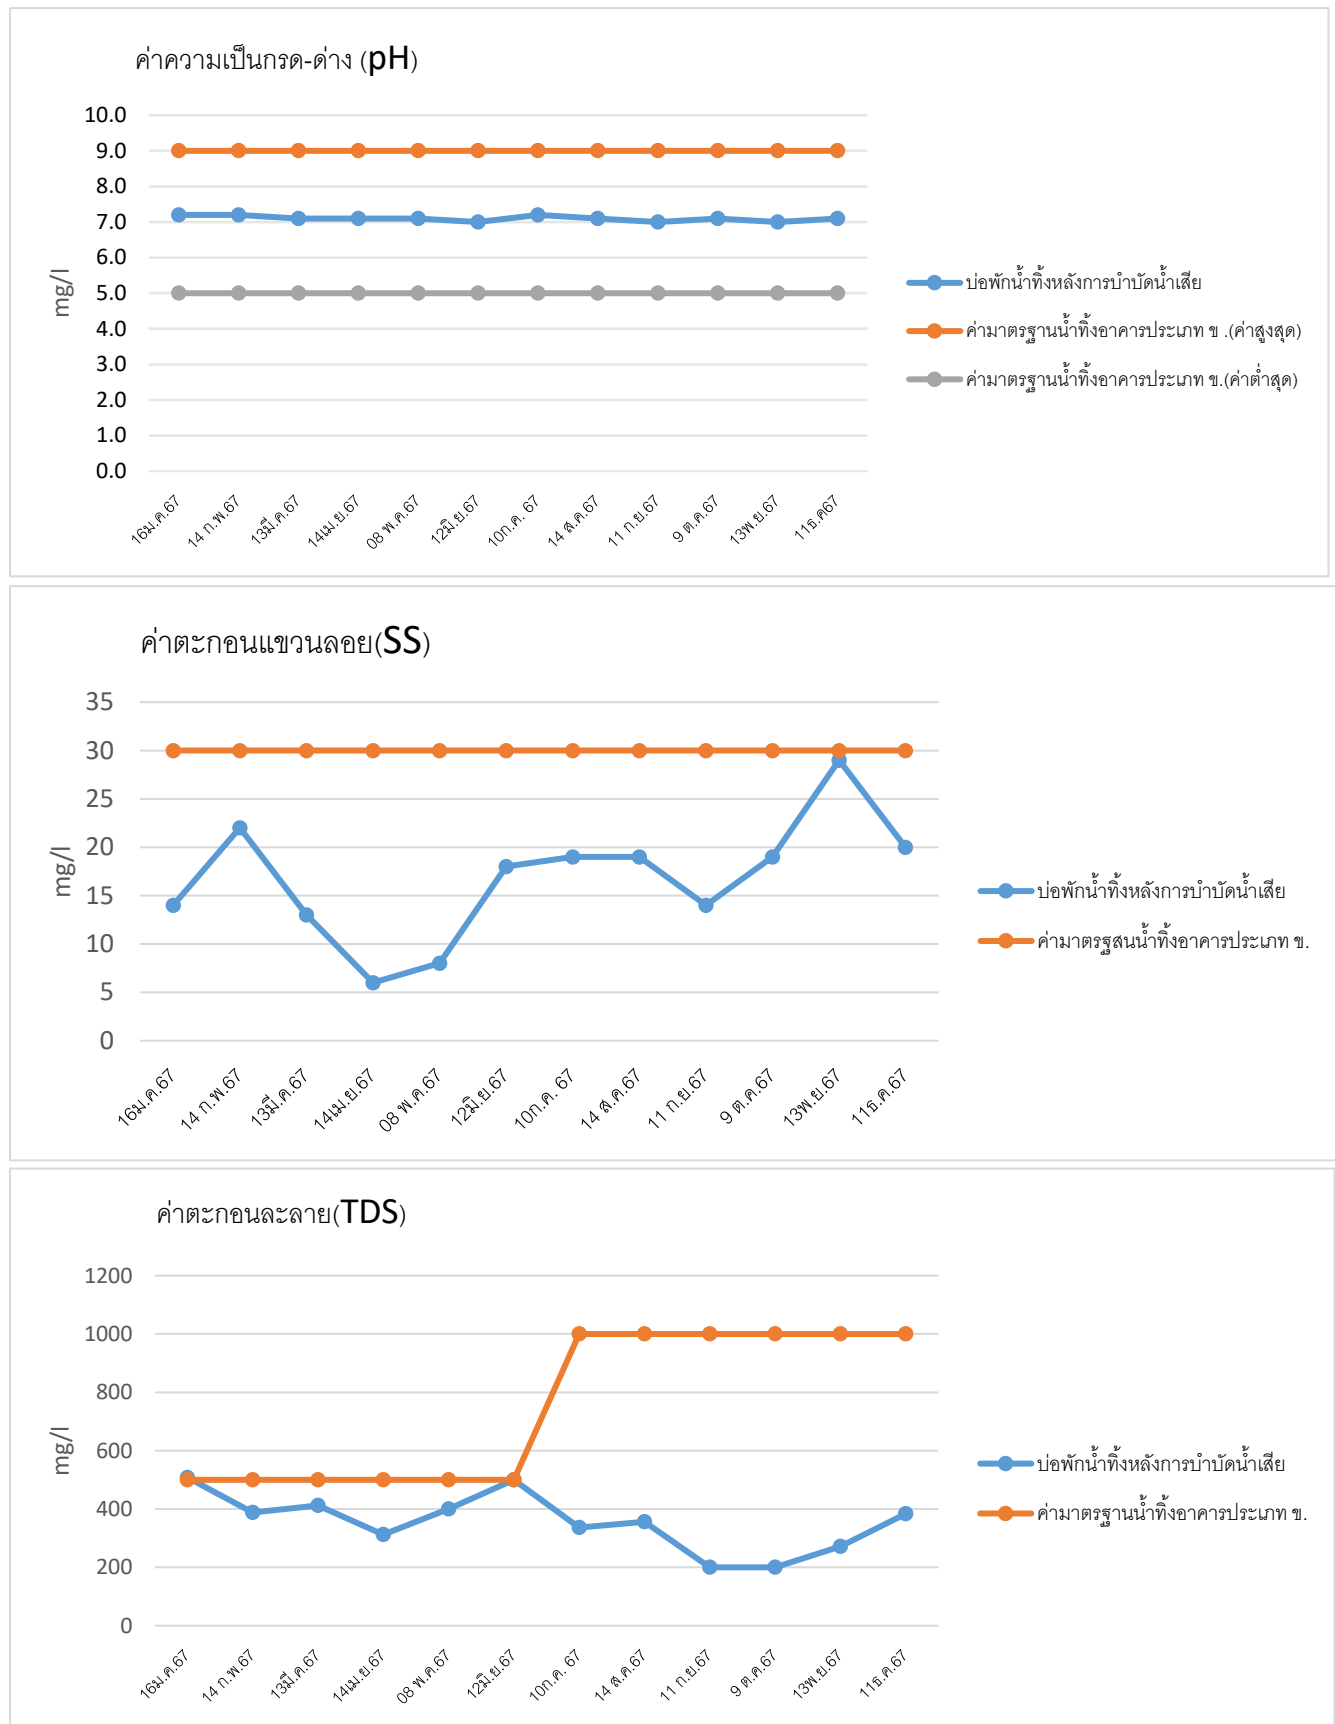 ค่าความเป็นกรด-ด่าง (pH)
10.0
9.0
8.0
7.0
6.0
5.0
4.0
3.0
2.0
1.0
0.0
mg/l
16ม.ค.67 14 ก.พ.67 13มี.ค.67 14เม.ย.67 08 พ.ค.67 12มิ.ย.67 10ก.ค. 67 14 ส.ค.67 11 ก.ย.67 9 ต.ค.67 13พ.ย.67 11ธ.ค67
บ่อพักน้ำทิ้งหลังการบำบัดน้ำเสีย
ค่ามาตรฐานน้ำทิ้งอาคารประเภท ข .(ค่าสูงสุด)
ค่ามาตรฐานน้ำทิ้งอาคารประเภท ข.(ค่าต่ำสุด)
ค่าตะกอนแขวนลอย(SS)
35
30
25
20
15
10
5
0
mg/l
16ม.ค.67 14 ก.พ.67 13มี.ค.67 14เม.ย.67 08 พ.ค.67 12มิ.ย.67 10ก.ค. 67 14 ส.ค.67 11 ก.ย.67 9 ต.ค.67 13พ.ย.67 11ธ.ค.67
บ่อพักน้ำทิ้งหลังการบำบัดน้ำเสีย
ค่ามาตรฐสนน้ำทิ้งอาคารประเภท ข.
ค่าตะกอนละลาย(TDS)
1200
1000
800
600
400
200
0
mg/l
16ม.ค.67 14 ก.พ.67 13มี.ค.67 14เม.ย.67 08 พ.ค.67 12มิ.ย.67 10ก.ค. 67 14 ส.ค.67 11 ก.ย.67 9 ต.ค.67 13พ.ย.67 11ธ.ค.67
บ่อพักน้ำทิ้งหลังการบำบัดน้ำเสีย
ค่ามาตรฐานน้ำทิ้งอาคารประเภท ข.